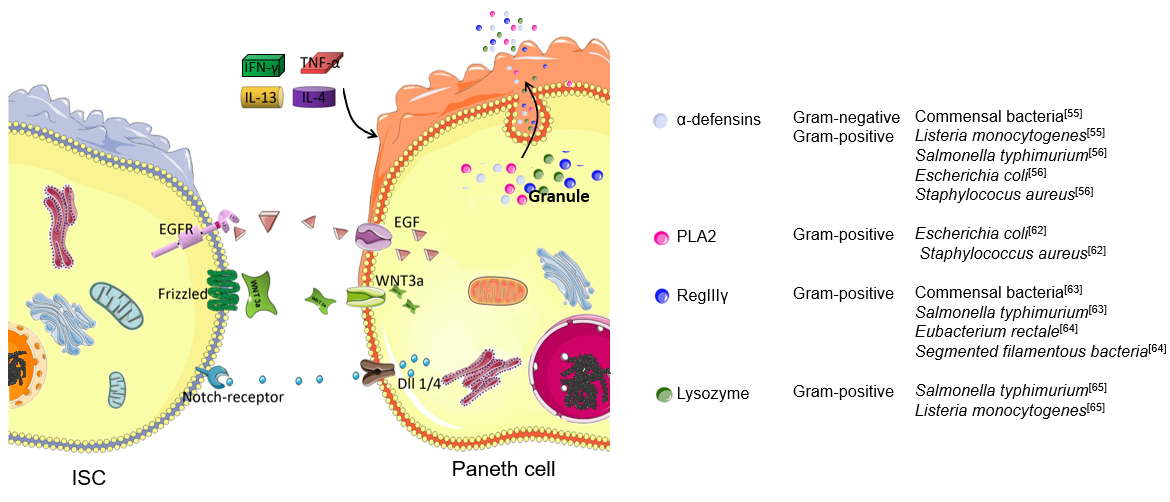 IFN-γ
TNF-α
IL-13
IL-4
EGFR
EGF
Granule
Frizzled
WNT 3a
WNT3a
WNT3a
Notch-receptor
Dll 1/4
ISC
Paneth cell
α-defensins Gram-negative Commensal bacteria[55]
Gram-positive Listeria monocytogenes[55]
Salmonella typhimurium[56]
Escherichia coli[56]
Staphylococus aureus[56]
PLA2 Gram-positive Escherichia coli[62]
Staphylococcus aureus[62]
RegIIIγ Gram-positive Commensal bacteria[63]
Salmonella typhimurium[63]
Eubacterium rectale[64]
Segmented filamentous bacteria[64]
Lysozyme Gram-positive Salmonella typhimurium[65]
Listeria monocytogenes[65]